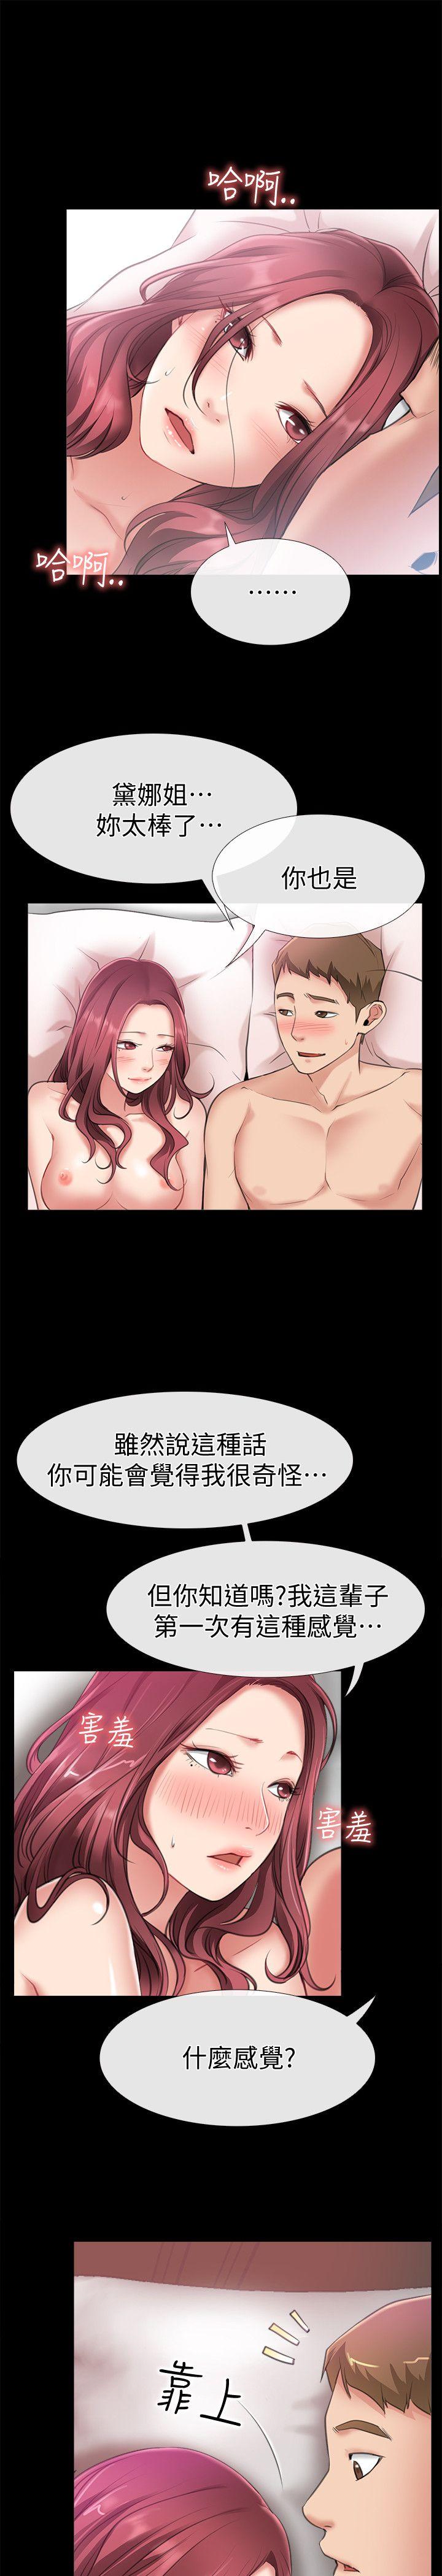 哈啊..
哈啊..
……
黛娜姐…
妳太棒了…
你也是
雖然說這種話
你可能會覺得我很奇怪…
但你知道嗎?我這輩子
第一次有這種感覺…
害羞
害羞
什麼感覺?
靠上